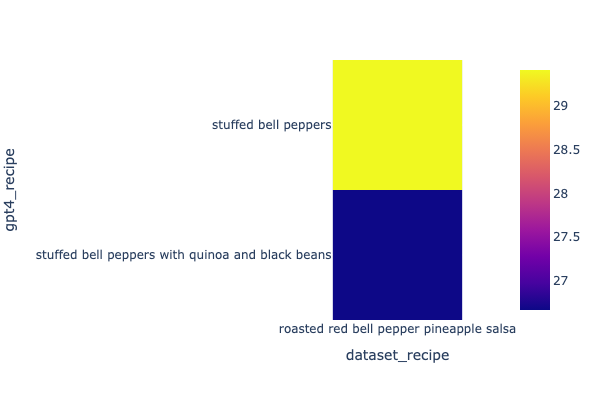 gpt4_recipe
stuffed bell peppers
stuffed bell peppers with quinoa and black beans
29
28.5
28
27.5
27
roasted red bell pepper pineapple salsa
dataset_recipe